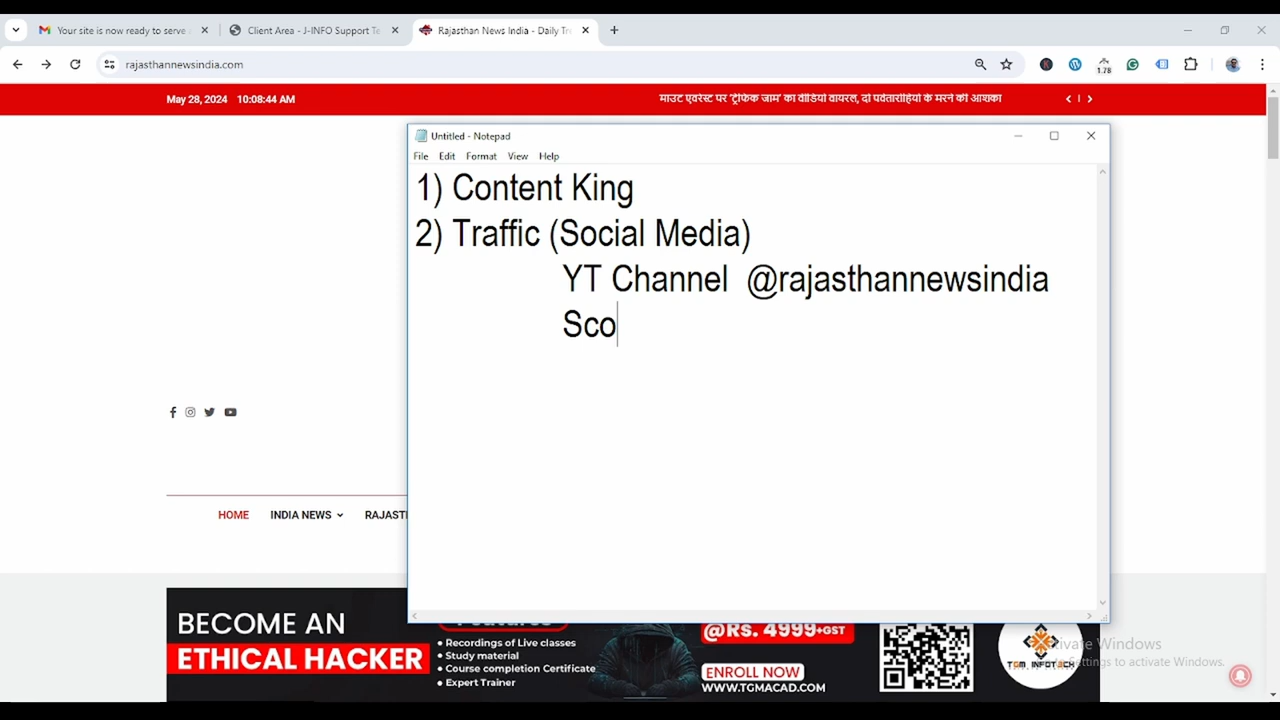 Your site is now ready to serve
Client Area - J-INFO Support Te
Rajasthan News India - Daily Tr
rajasthannewsindia.com
1.78
May 28, 2024 10:08:44 AM
माउंट एवरेस्ट पर 'ट्रैफिक जाम' का वीडियो वायरल, दो पर्वतारोहियों के मरने की आशंका
Untitled - Notepad
File Edit Format View Help
1) Content King
2) Traffic (Social Media)
YT Channel @rajasthannewsindia
Sco
HOME INDIA NEWS RAJASTH
BECOME AN
ETHICAL HACKER
Features
Recordings of Live classes
Study material
Course completion Certificate
Expert Trainer
@RS. 4999+GST
ENROLL NOW
WWW.TGMACAD.COM
TGM INFOTECH
Activate Windows
Settings to activate Windows.